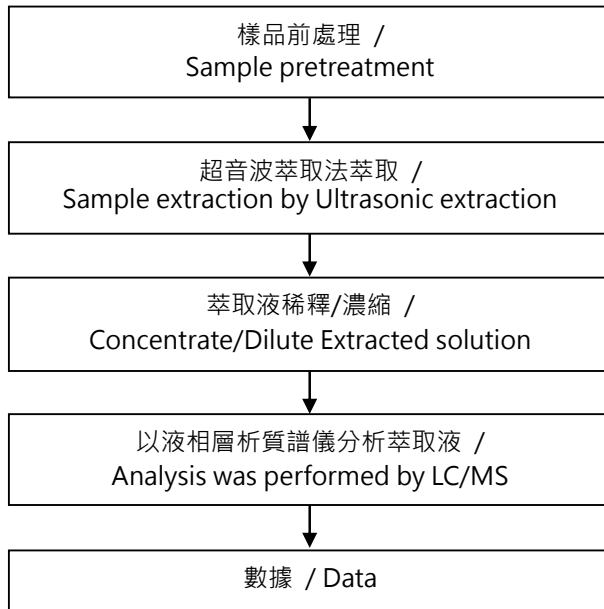 樣品前處理 /
Sample pretreatment
超音波萃取法萃取 /
Sample extraction by Ultrasonic extraction
萃取液稀釋/濃縮 /
Concentrate/Dilute Extracted solution
以液相層析質譜儀分析萃取液 /
Analysis was performed by LC/MS
數據 / Data